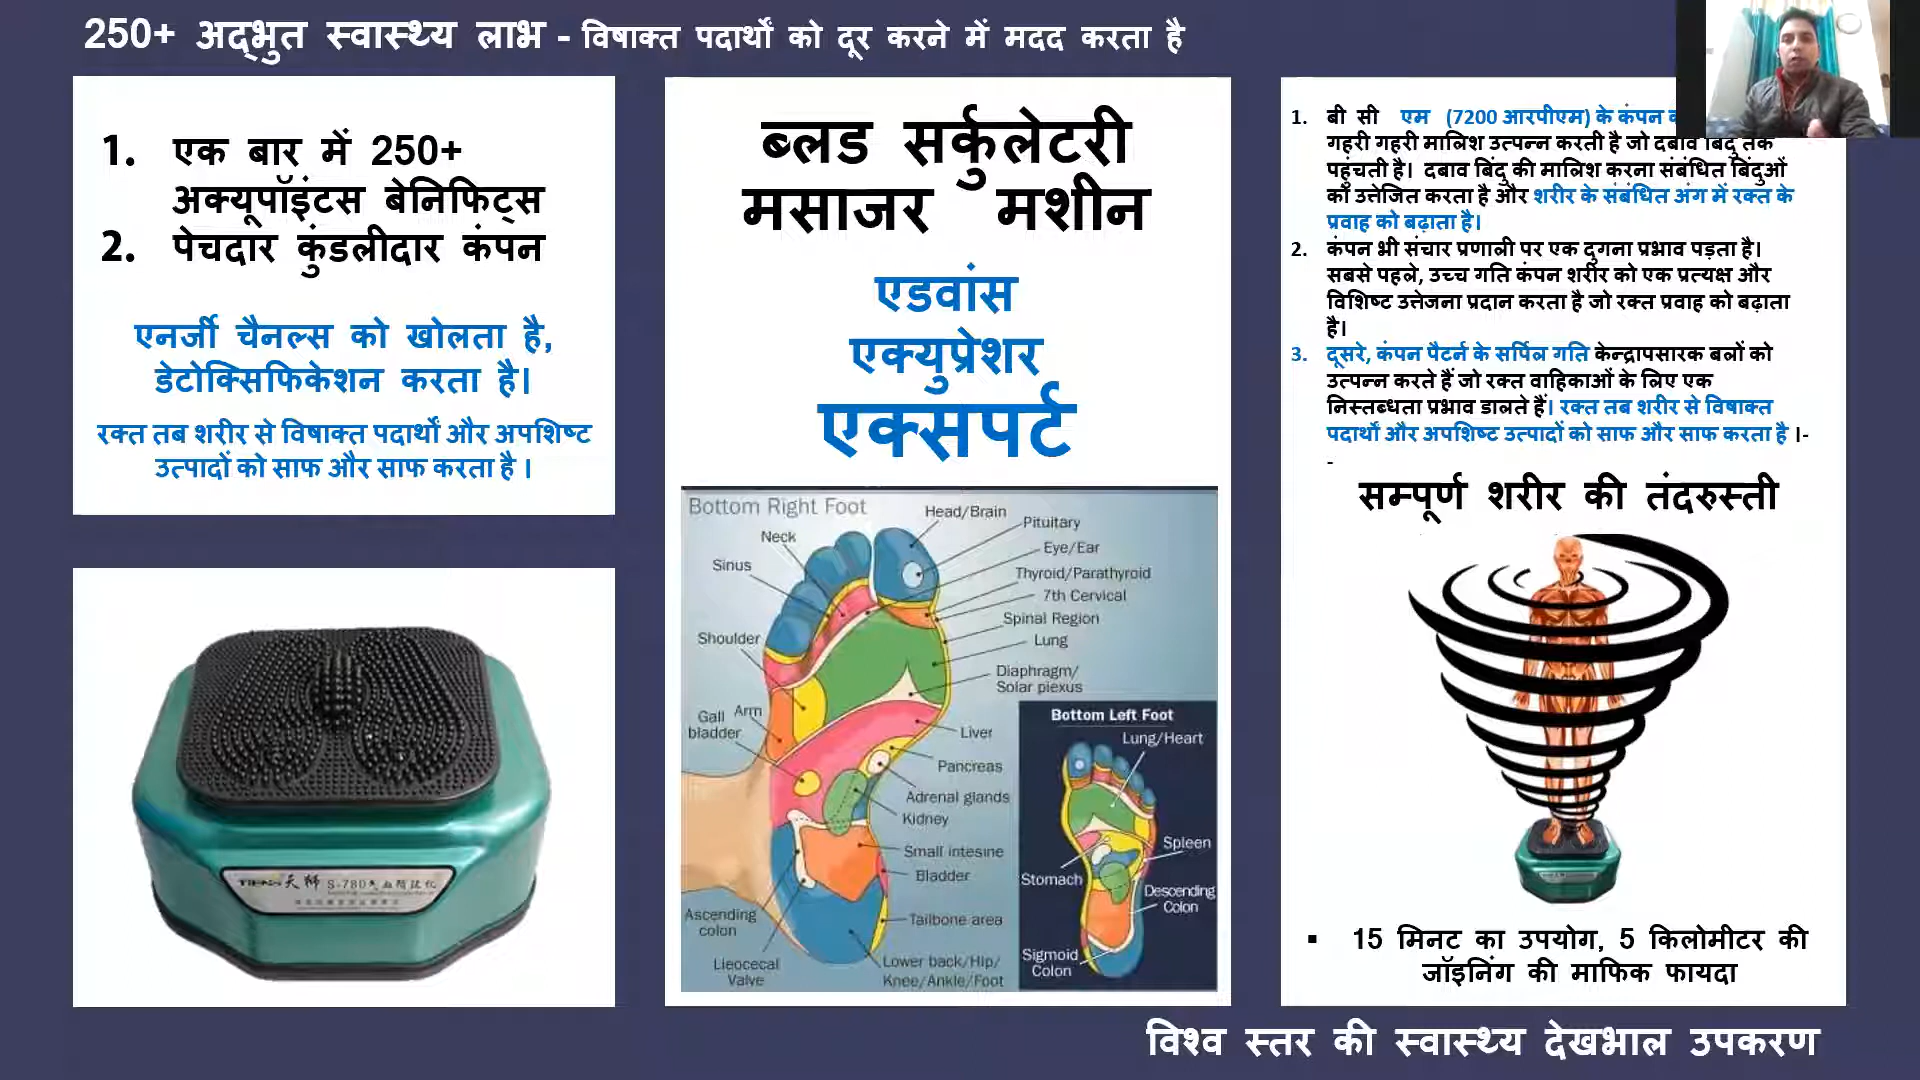 250+ अद्भुत स्वास्थ्य लाभ - विषाक्त पदार्थों को दूर करने में मदद करता है
1. एक बार में 250+
अक्यूपॉइंटस बेनिफिट्स
2. पेचदार कुंडलीदार कंपन
एनर्जी चैनल्स को खोलता है,
डेटोक्सिफिकेशन करता है।
रक्त तब शरीर से विषाक्त पदार्थों और अपशिष्ट
उत्पादों को साफ और साफ करता है ।
TIENS 天狮 S-780
ब्लड सर्कुलेटरी
मसाजर मशीन
एडवांस
एक्युप्रेशर
एक्सपर्ट
Bottom Right Foot
Head/Brain
Pituitary
Neck
Eye/Ear
Sinus
Thyroid/Parathyroid
7th Cervical
Spinal Region
Shoulder
Lung
Diaphragm/
Solar plexus
Arm
Gall
bladder
Liver
Pancreas
Adrenal glands
Kidney
Small intesine
Bladder
Ascending
colon
Tailbone area
Lieocecal
Valve
Lower back/Hip/
Knee/Ankle/Foot
Bottom Left Foot
Lung/Heart
Spleen
Stomach
Descending
Colon
Sigmoid
Colon
1. बी सी एम (7200 आरपीएम) के कंपन
गहरी गहरी मालिश उत्पन्न करती है जो दबाव बिंदु तक
पहुंचती है। दबाव बिंदु की मालिश करना संबंधित बिंदुओं
को उत्तेजित करता है और शरीर के संबंधित अंग में रक्त के
प्रवाह को बढ़ाता है।
2. कंपन भी संचार प्रणाली पर एक दुगना प्रभाव पड़ता है।
सबसे पहले, उच्च गति कंपन शरीर को एक प्रत्यक्ष और
विशिष्ट उत्तेजना प्रदान करता है जो रक्त प्रवाह को बढ़ाता
है।
3. दूसरे, कंपन पैटर्न के सर्पिल गति केन्द्रापसारक बलों को
उत्पन्न करते हैं जो रक्त वाहिकाओं के लिए एक
निस्तब्धता प्रभाव डालते हैं। रक्त तब शरीर से विषाक्त
पदार्थों और अपशिष्ट उत्पादों को साफ और साफ करता है ।-
-
सम्पूर्ण शरीर की तंदरुस्ती
▪ 15 मिनट का उपयोग, 5 किलोमीटर की
जॉइनिंग की माफिक फायदा
विश्व स्तर की स्वास्थ्य देखभाल उपकरण